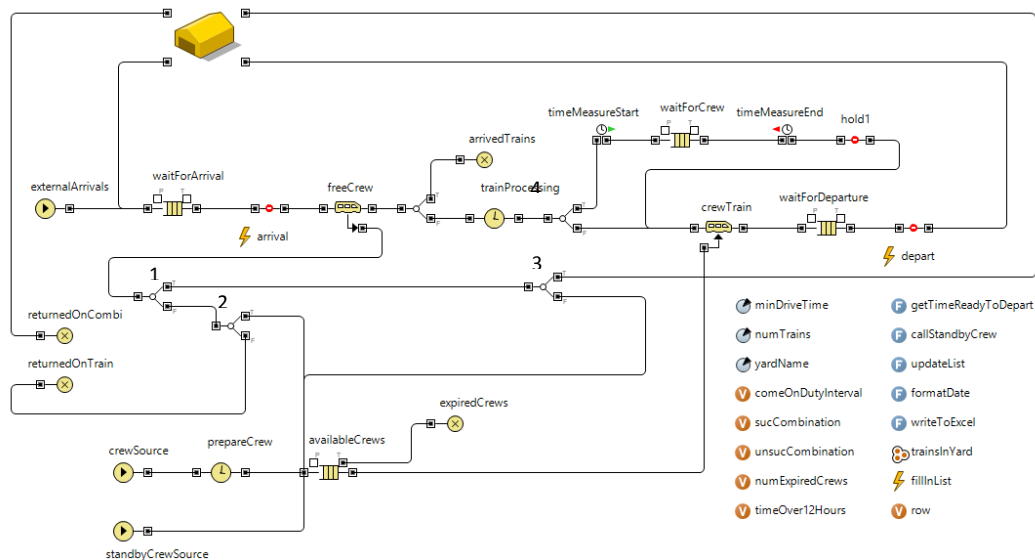 timeMeasureStart
waitForCrew
timeMeasureEnd
hold1
arrivedTrains
P T
externalArrivals
waitForArrival
P T
freeCrew
T
F
trainProcessing
4
T
F
crewTrain
waitForDeparture
P T
arrival
depart
1
T
F
2
T
F
3
T
F
returnedOnCombi
returnedOnTrain
minDriveTime
numTrains
yardName
comeOnDutyInterval
sucCombination
unsucCombination
numExpiredCrews
timeOver12Hours
F getTimeReadyToDepart
F callStandbyCrew
F updateList
F formatDate
F writeToExcel
trainsInYard
fillInList
V row
expiredCrews
crewSource
prepareCrew
availableCrews
P T
standbyCrewSource